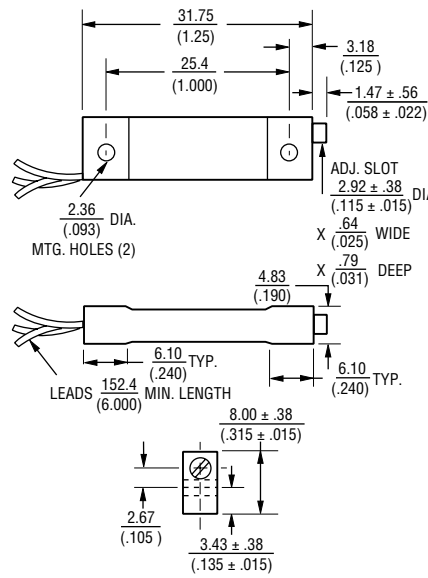 31.75
(1.25)
3.18
(.125 )
25.4
(1.000)
1.47 ± .56
(.058 ± .022)
ADJ. SLOT
2.92 ± .38 DI
(.115 ± .015)
2.36 DIA.
(.093)
MTG. HOLES (2)
X .64 WIDE
(.025)
X .79 DEEP
(.031)
4.83
(.190)
6.10 TYP.
(.240)
6.10 TYP.
(.240)
LEADS 152.4 MIN. LENGTH
(6.000)
8.00 ± .38
(.315 ± .015)
2.67
(.105 )
3.43 ± .38
(.135 ± .015)